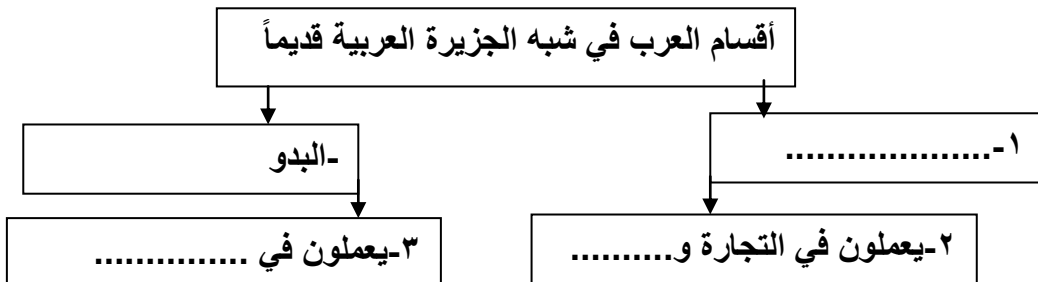 أقسام العرب في شبه الجزيرة العربية قديماً
١-....................
-البدو
٢-يعملون في التجارة و..........
٣-يعملون في ...............